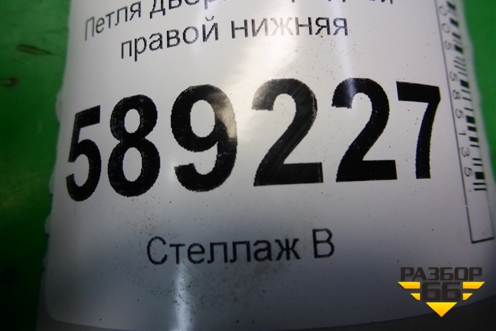 Петля
правой нижняя
589227
Стеллаж В
РАЗБОР
66